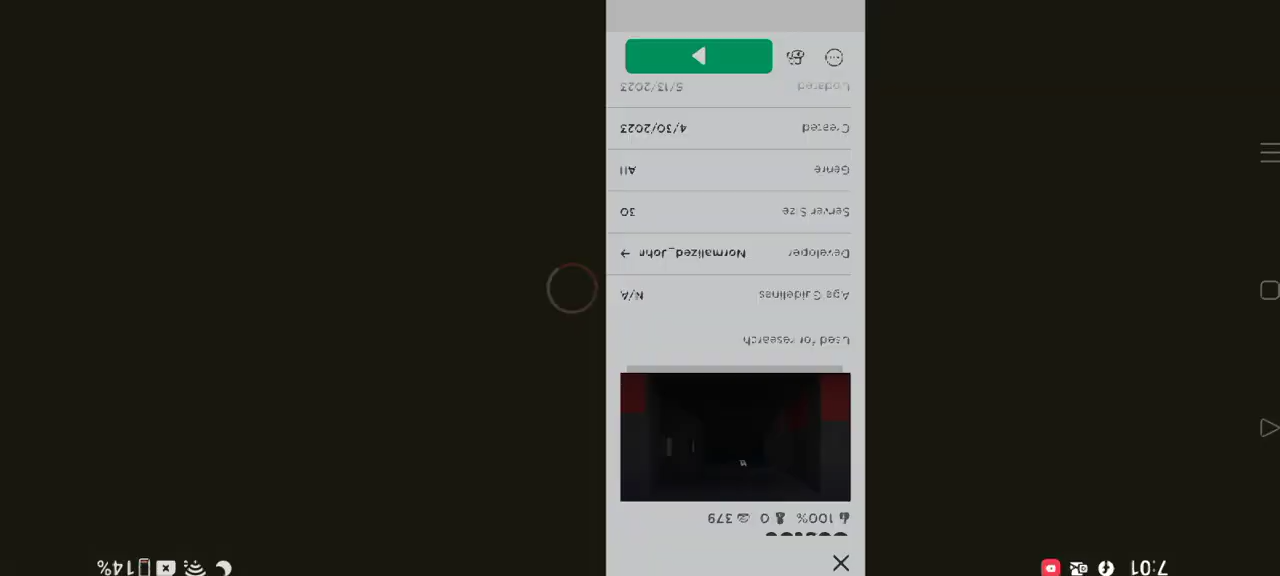 7:01
14%
100% 0 379
Used for research
Age Guidelines N/A
Developer Normalized_John →
Server Size 30
Genre All
Created 4/30/2023
Updated 5/13/2023